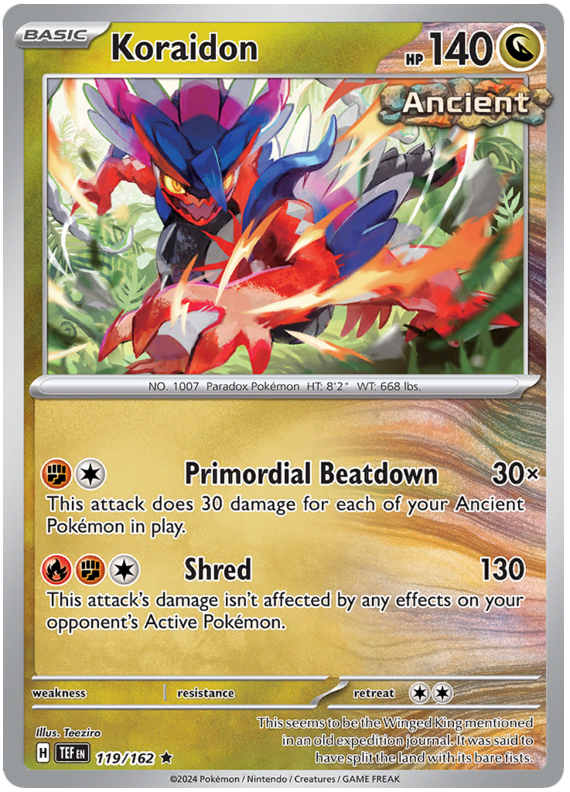 BASIC
Koraidon
HP 140
Ancient
NO. 1007 Paradox Pokémon HT: 8'2" WT: 668 lbs.
Primordial Beatdown 30×
This attack does 30 damage for each of your Ancient
Pokémon in play.
Shred 130
This attack's damage isn't affected by any effects on your
opponent's Active Pokémon.
weakness resistance retreat
Illus. Teeziro
H TEF EN 119/162 ★
This seems to be the Winged King mentioned
in an old expedition journal. It was said to
have split the land with its bare fists.
©2024 Pokémon / Nintendo / Creatures / GAME FREAK